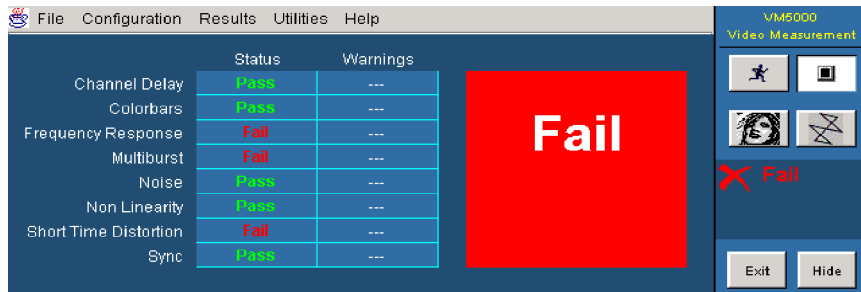 File Configuration Results Utilities Help
VM5000
Video Measurement
Status Warnings
Channel Delay Pass ---
Colorbars Pass ---
Frequency Response Fail ---
Multiburst Fail ---
Noise Pass ---
Non Linearity Pass ---
Short Time Distortion Fail ---
Sync Pass ---
Fail
Fail
Exit Hide